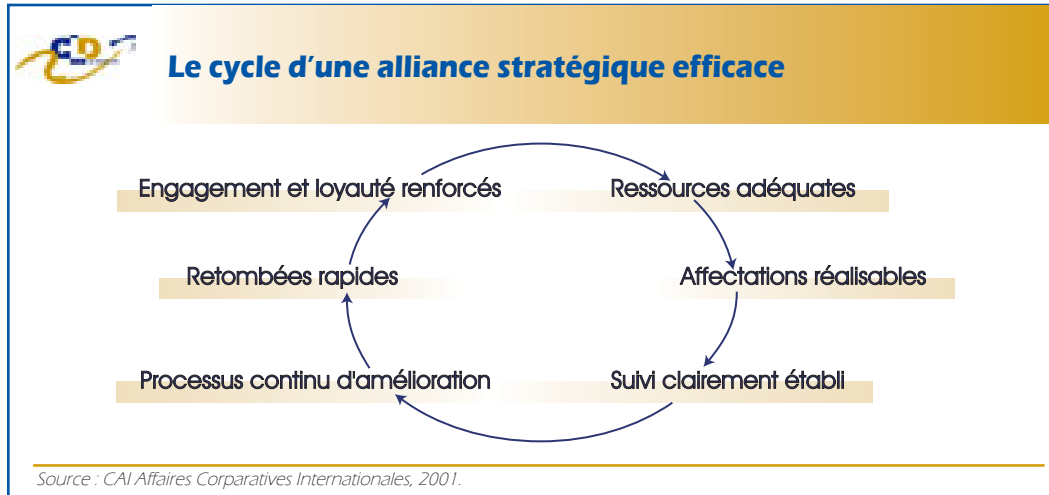 CD
Le cycle d'une alliance stratégique efficace
Engagement et loyauté renforcés
Ressources adéquates
Retombées rapides
Affectations réalisables
Processus continu d'amélioration
Suivi clairement établi
Source : CAI Affaires Corparatives Internationales, 2001.